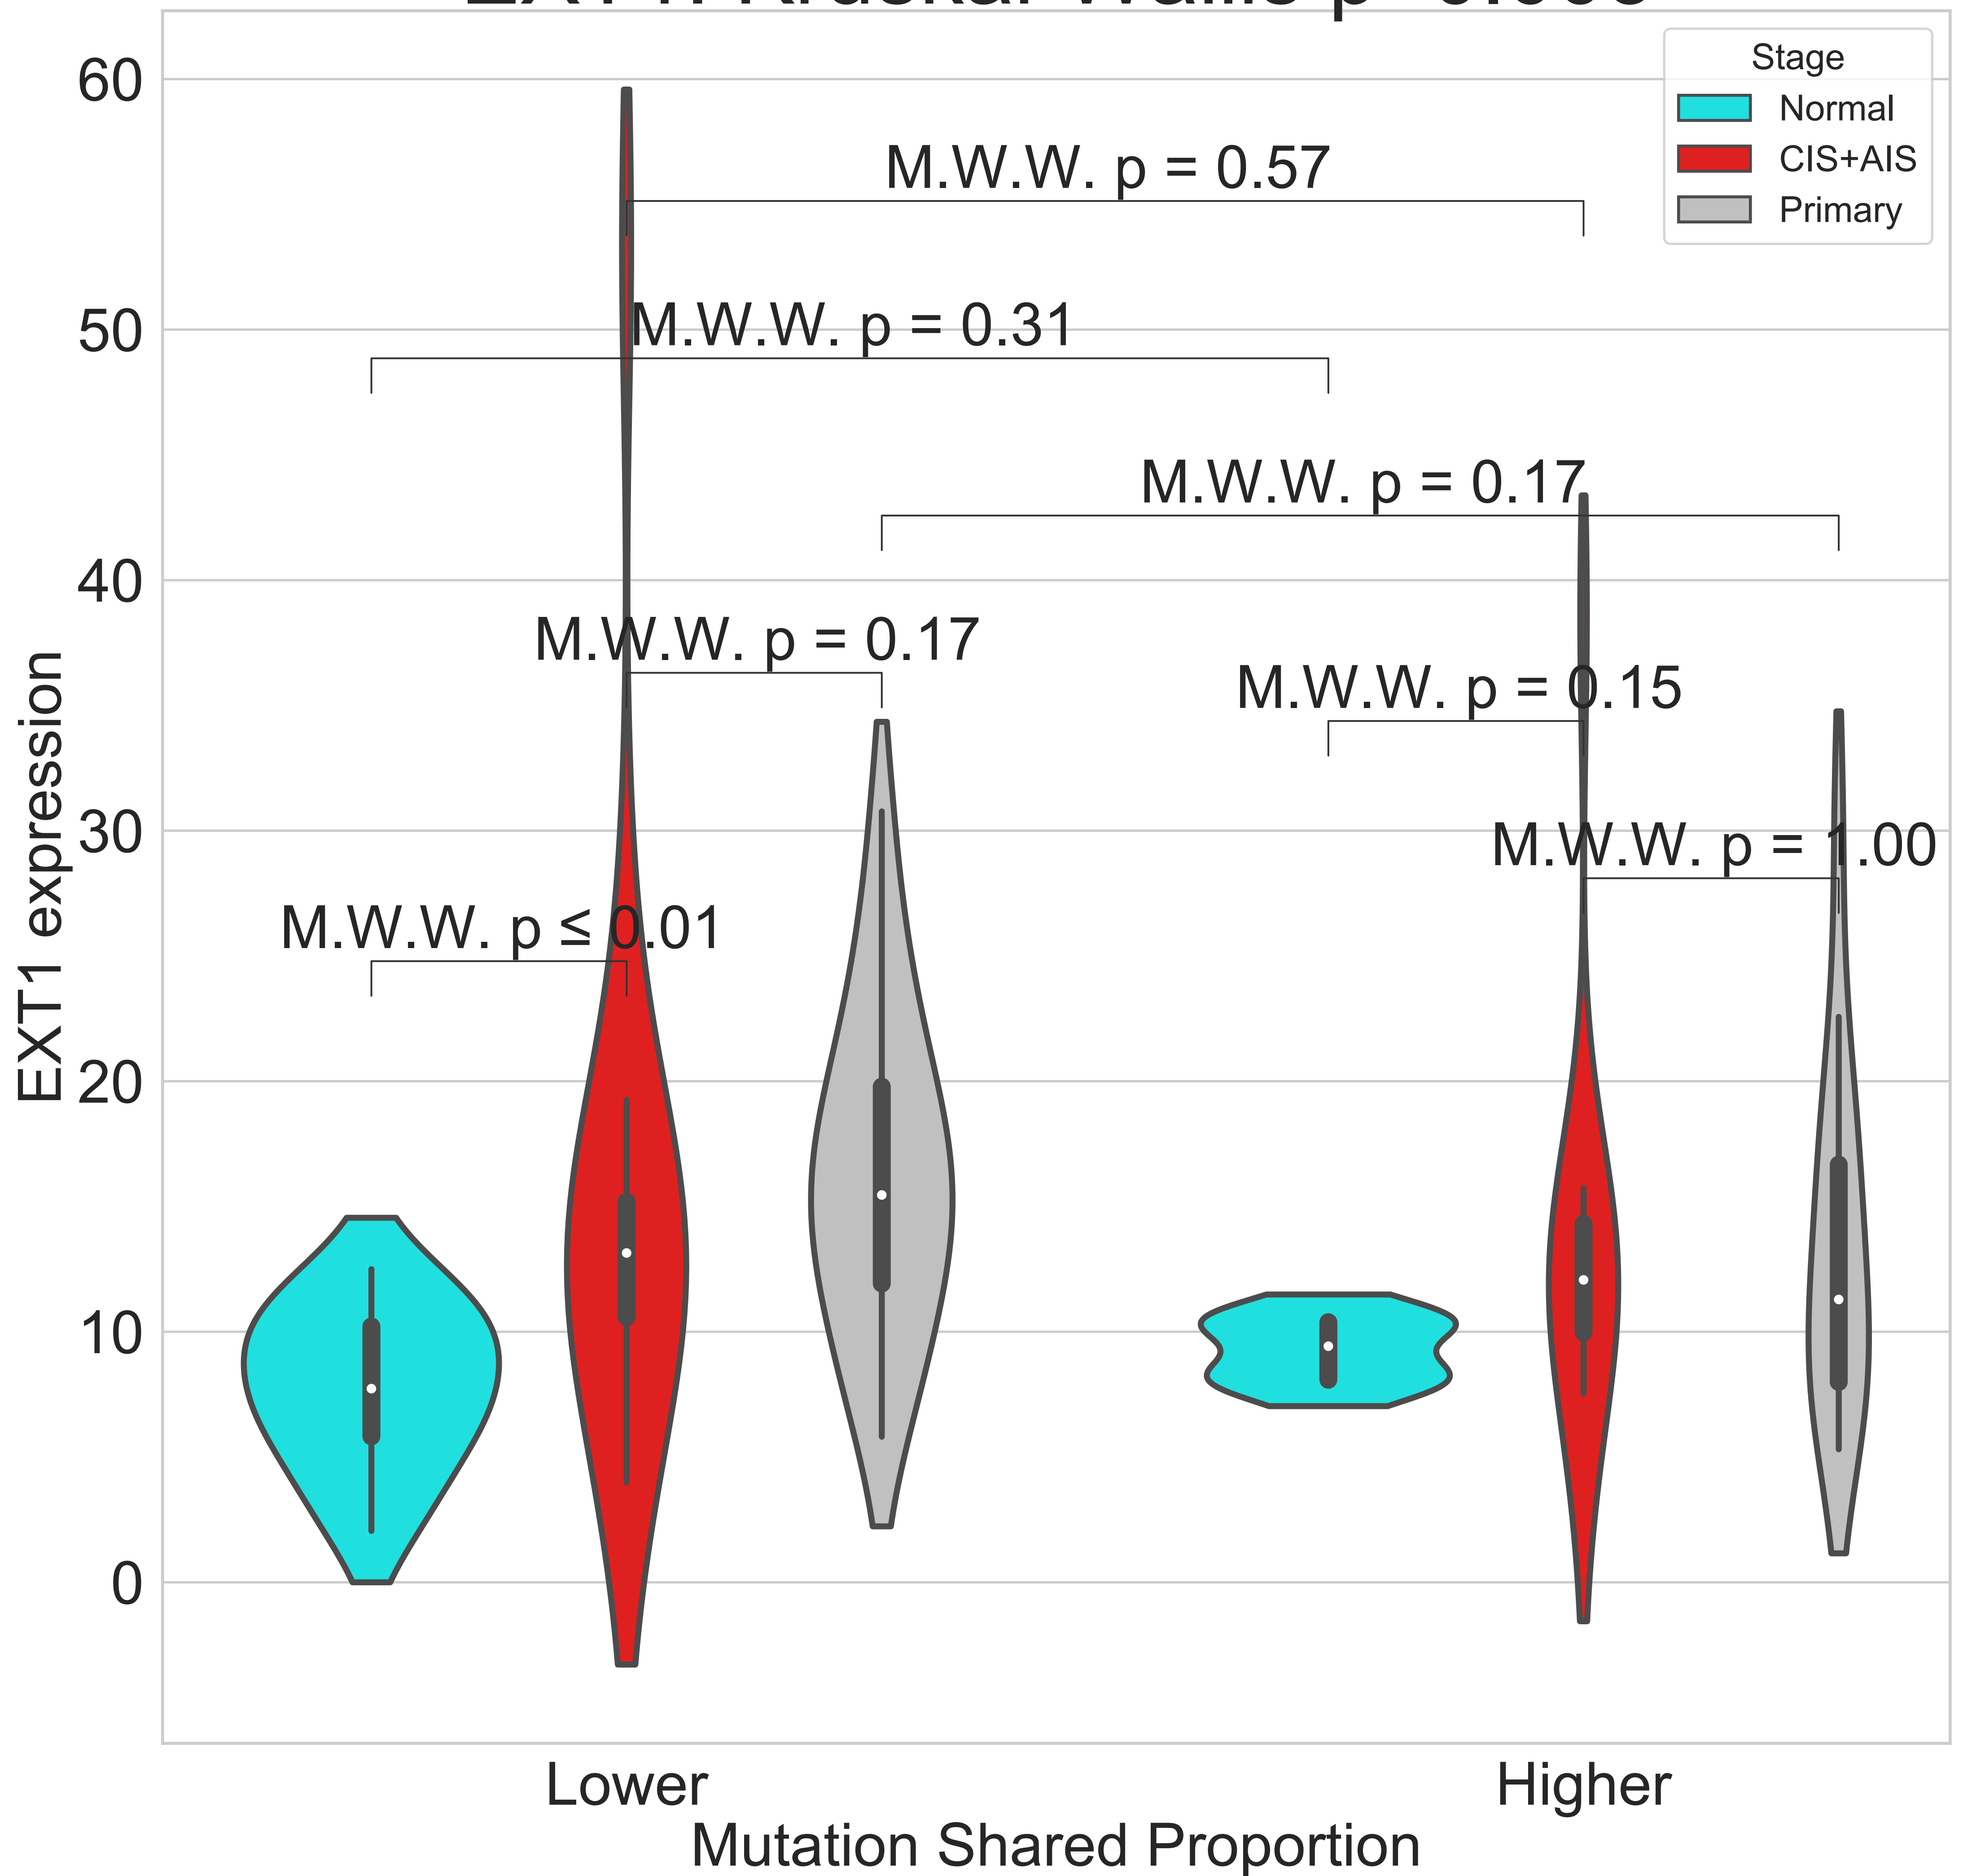 Stage
Normal
CIS+AIS
Primary
60
50
40
30
20
10
0
EXT1 expression
M.W.W. p = 0.57
M.W.W. p = 0.31
M.W.W. p = 0.17
M.W.W. p = 0.17
M.W.W. p = 0.15
M.W.W. p = 1.00
M.W.W. p ≤ 0.01
Lower
Higher
Mutation Shared Proportion